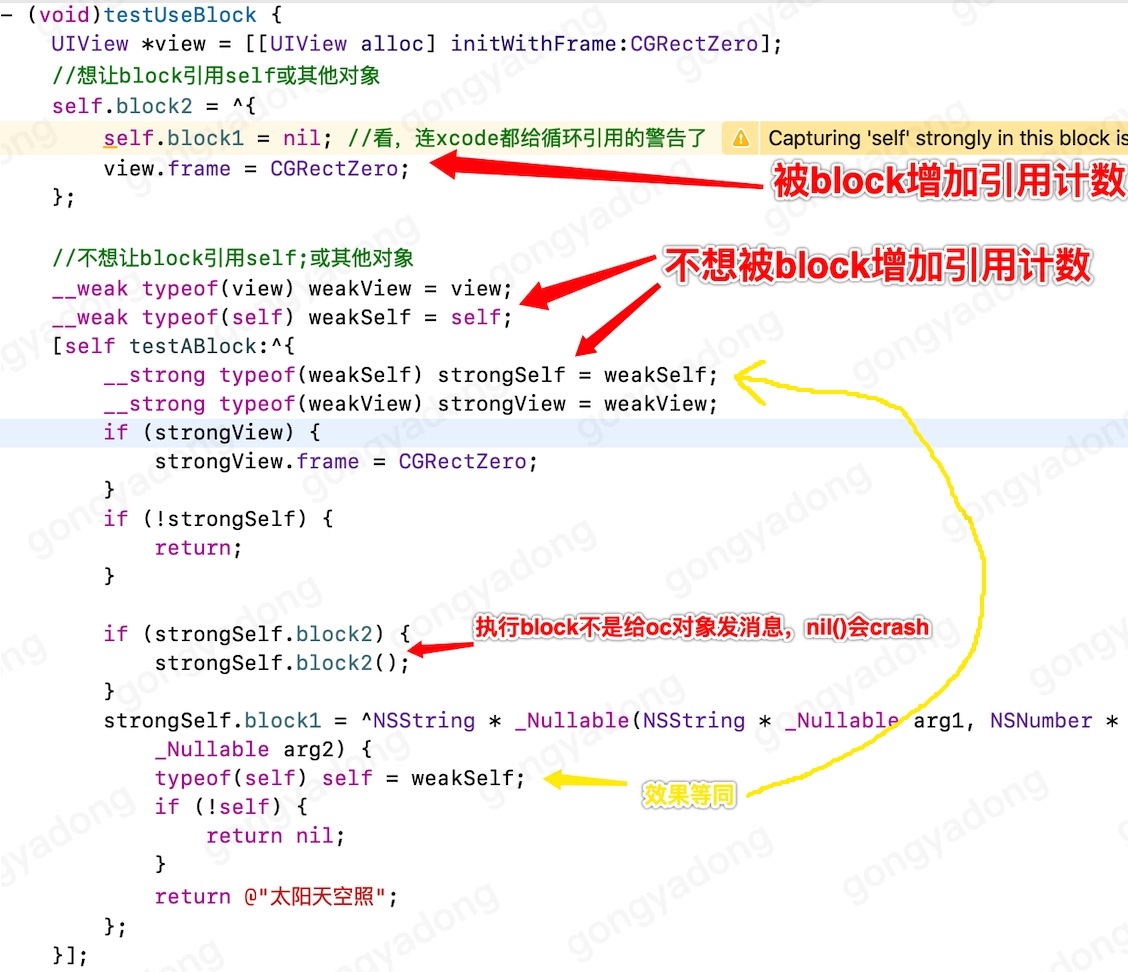 - (void)testUseBlock {
UIView *view = [[UIView alloc] initWithFrame:CGRectZero];
//想让block引用self或其他对象
self.block2 = ^{
self.block1 = nil; //看，连xcode都给循环引用的警告了 Capturing 'self' strongly in this block is
view.frame = CGRectZero;
被block增加引用计数
};
//不想让block引用self;或其他对象
不想被block增加引用计数
__weak typeof(view) weakView = view;
__weak typeof(self) weakSelf = self;
[self testABlock:^{
__strong typeof(weakSelf) strongSelf = weakSelf;
__strong typeof(weakView) strongView = weakView;
if (strongView) {
strongView.frame = CGRectZero;
}
if (!strongSelf) {
return;
}
执行block不是给oc对象发消息，nil()会crash
if (strongSelf.block2) {
strongSelf.block2();
}
strongSelf.block1 = ^NSString * _Nullable(NSString * _Nullable arg1, NSNumber *
_Nullable arg2) {
typeof(self) self = weakSelf;
效果等同
if (!self) {
return nil;
}
return @"太阳天空照";
};
}];
gongyadong